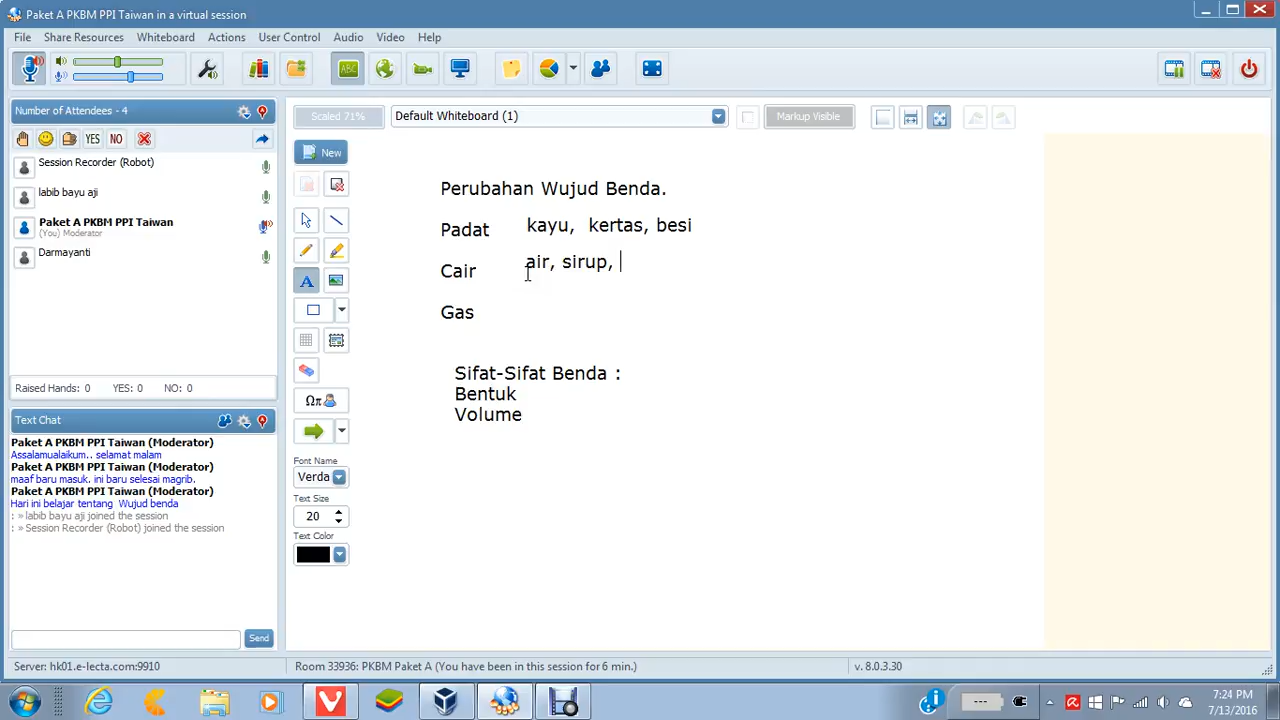 Paket A PKBM PPI Taiwan in a virtual session
File Share Resources Whiteboard Actions User Control Audio Video Help
ABC
Number of Attendees - 4
YES NO
Session Recorder (Robot)
labib bayu aji
Paket A PKBM PPI Taiwan
(You) Moderator
Darmayanti
Raised Hands: 0 YES: 0 NO: 0
Text Chat
Paket A PKBM PPI Taiwan (Moderator)
Assalamualaikum.. selamat malam
Paket A PKBM PPI Taiwan (Moderator)
maaf baru masuk. ini baru selesai magrib.
Paket A PKBM PPI Taiwan (Moderator)
Hari ini belajar tentang Wujud benda
: » labib bayu aji joined the session
: » Session Recorder (Robot) joined the session
Send
Scaled 71% Default Whiteboard (1) Markup Visible
New
A
Ωπ
Font Name
Verda
Text Size
20
Text Color
Perubahan Wujud Benda.
Padat kayu, kertas, besi
Cair air, sirup,
Gas
Sifat-Sifat Benda :
Bentuk
Volume
Server: hk01.e-lecta.com:9910 Room 33936: PKBM Paket A (You have been in this session for 6 min.) v. 8.0.3.30
7:24 PM
7/13/2016